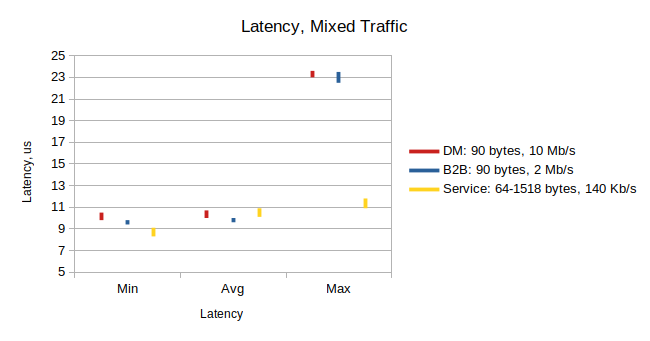 Latency, Mixed Traffic
25
23
21
19
17
15
13
11
9
7
5
Latency, us
Min
Avg
Max
Latency
DM: 90 bytes, 10 Mb/s
B2B: 90 bytes, 2 Mb/s
Service: 64-1518 bytes, 140 Kb/s